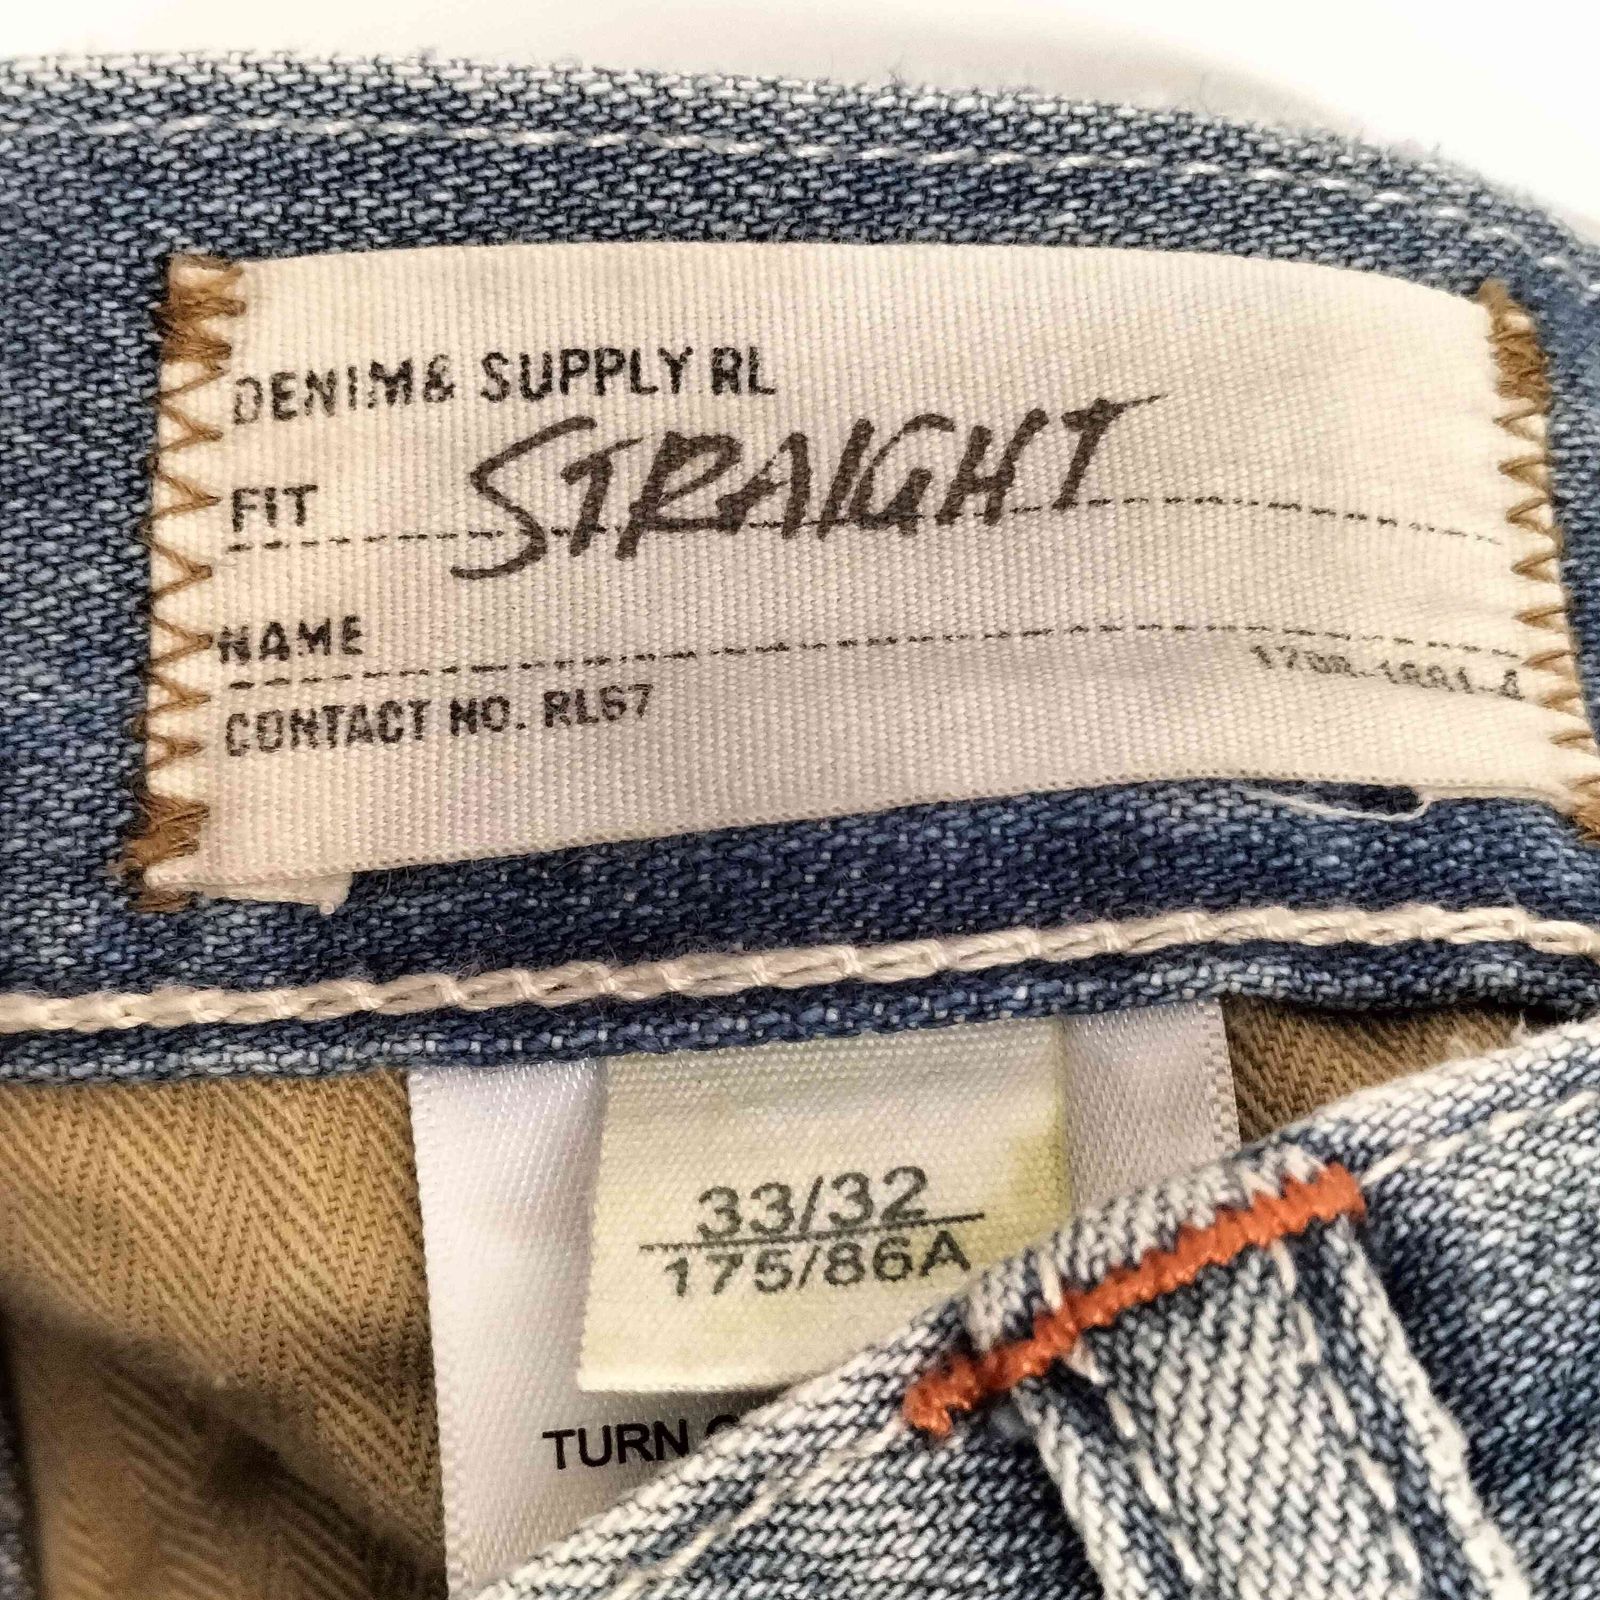 DENIM& SUPPLY RL
FIT STRAIGHT
NAME
CONTACT NO. RL67
33/32
175/86A
TURN